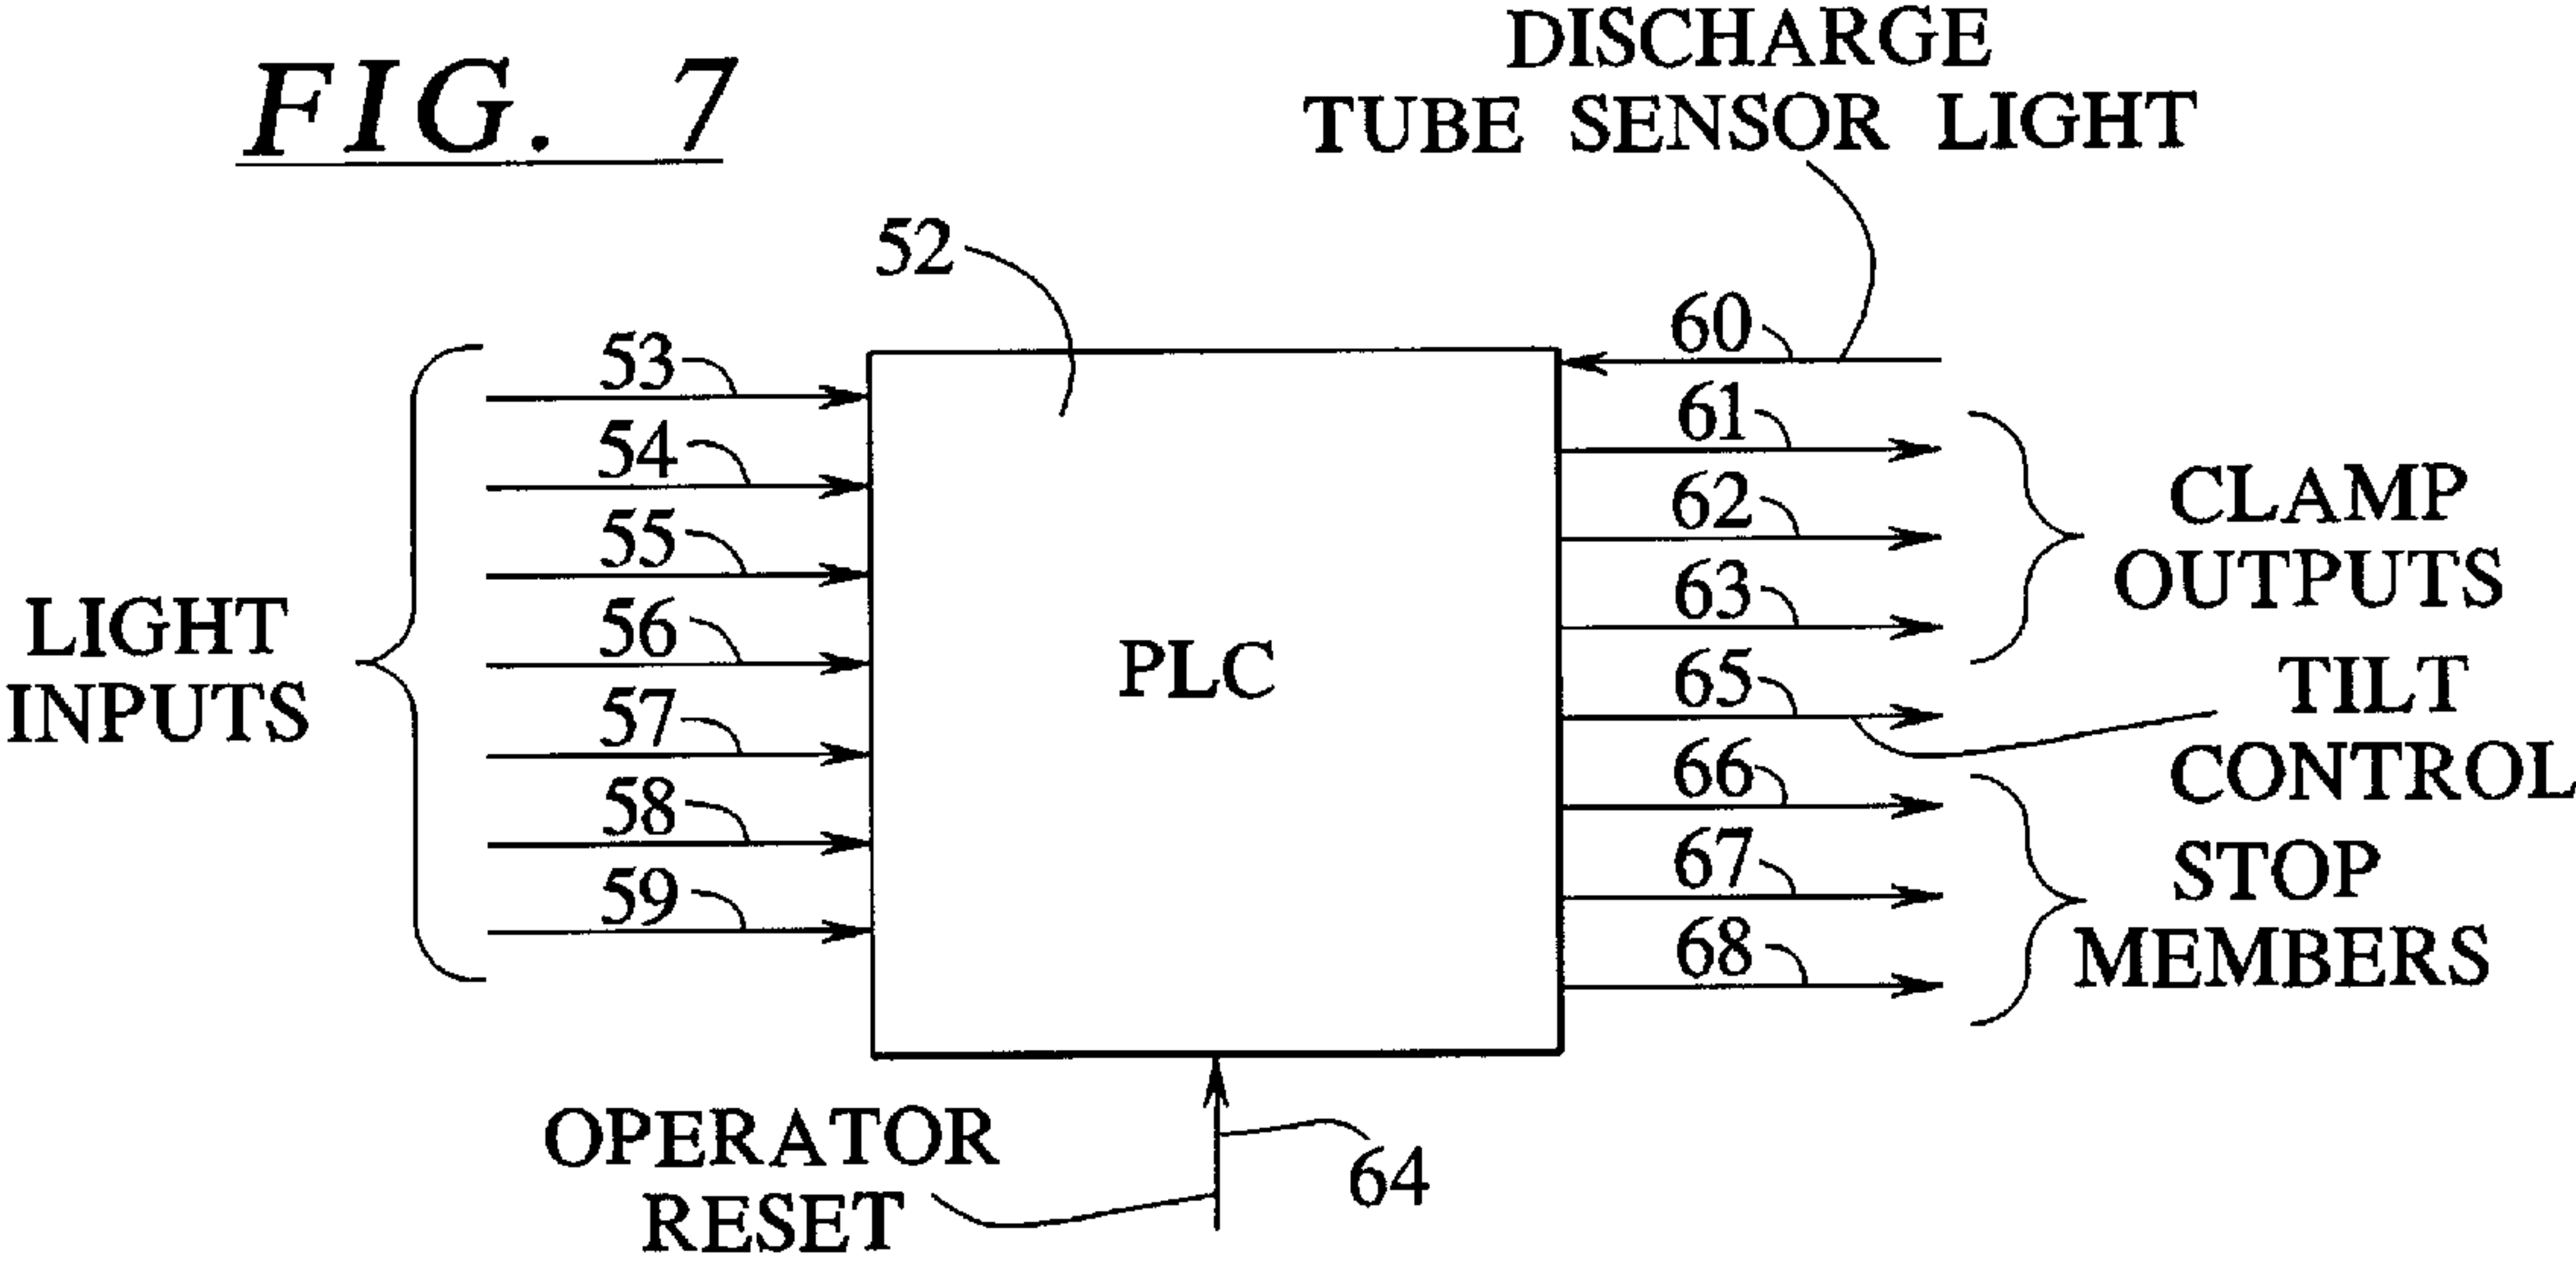 FIG. 7
DISCHARGE
TUBE SENSOR LIGHT
52
53
54
55
56
57
58
59
LIGHT
INPUTS
PLC
60
61
62
63
65
66
67
68
CLAMP
OUTPUTS
TILT
CONTROL
STOP
MEMBERS
OPERATOR
RESET
64